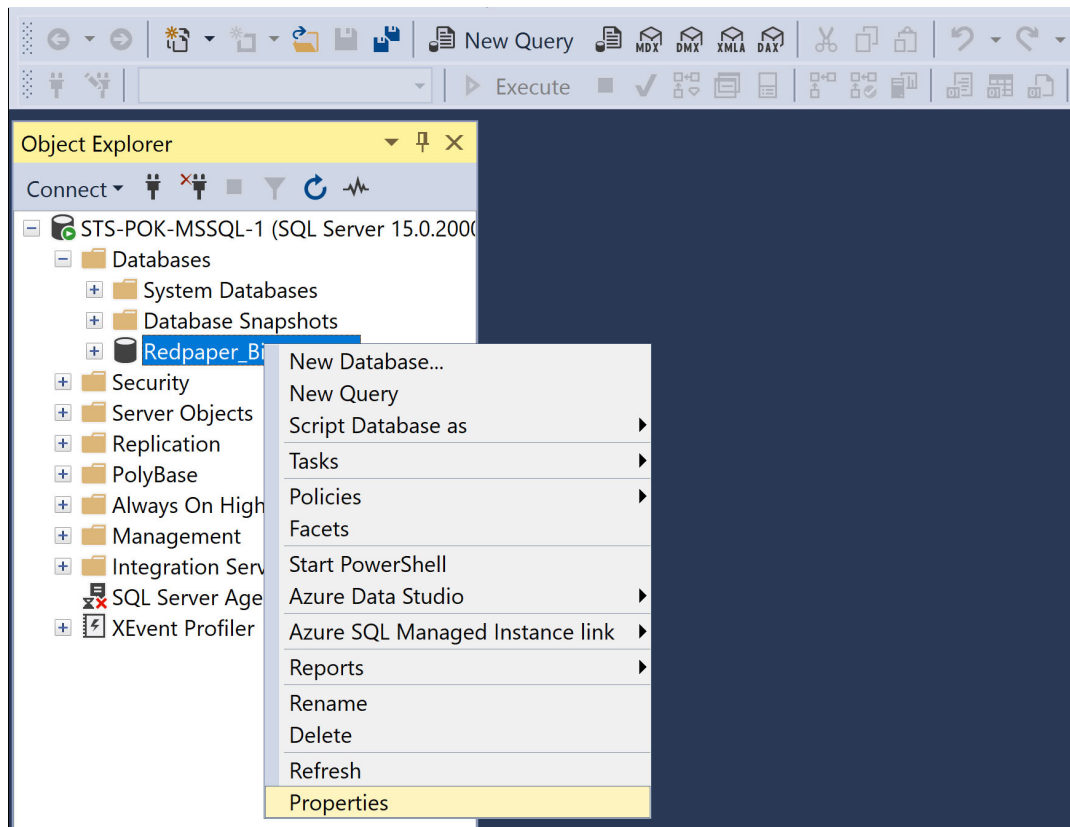 New Query MDX DMX XMLA DAX
Execute
Object Explorer
Connect
STS-POK-MSSQL-1 (SQL Server 15.0.200
Databases
System Databases
Database Snapshots
Redpaper_Bi
Security
Server Objects
Replication
PolyBase
Always On High
Management
Integration Serv
SQL Server Age
XEvent Profiler
New Database...
New Query
Script Database as
Tasks
Policies
Facets
Start PowerShell
Azure Data Studio
Azure SQL Managed Instance link
Reports
Rename
Delete
Refresh
Properties